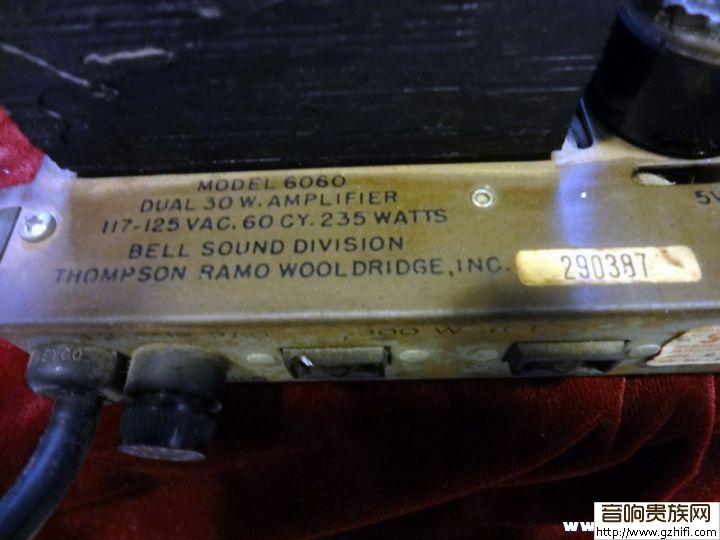 MODEL 6060
DUAL 30 W. AMPLIFIER
117-125 VAC. 60 CY. 235 WATTS
BELL SOUND DIVISION
THOMPSON RAMO WOOLDRIDGE, INC.
290387
300 W.
音响贵族网
http://www.gzhifi.com/